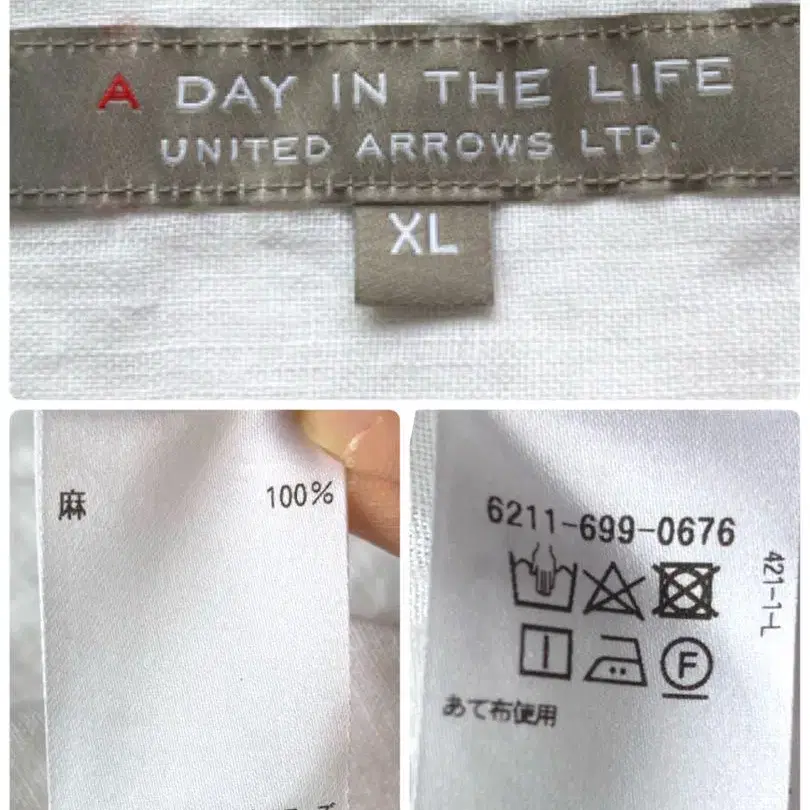 A DAY IN THE LIFE
UNITED ARROWS LTD.
XL
麻 100%
6211-699-0676
421-1-L
F
あて布使用